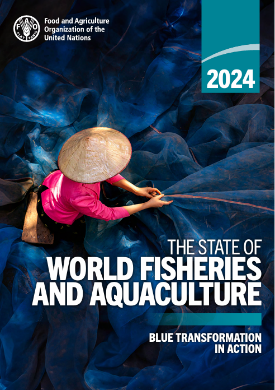 Food and Agriculture
Organization of the
United Nations
2024
THE STATE OF
WORLD FISHERIES
AND AQUACULTURE
BLUE TRANSFORMATION
IN ACTION